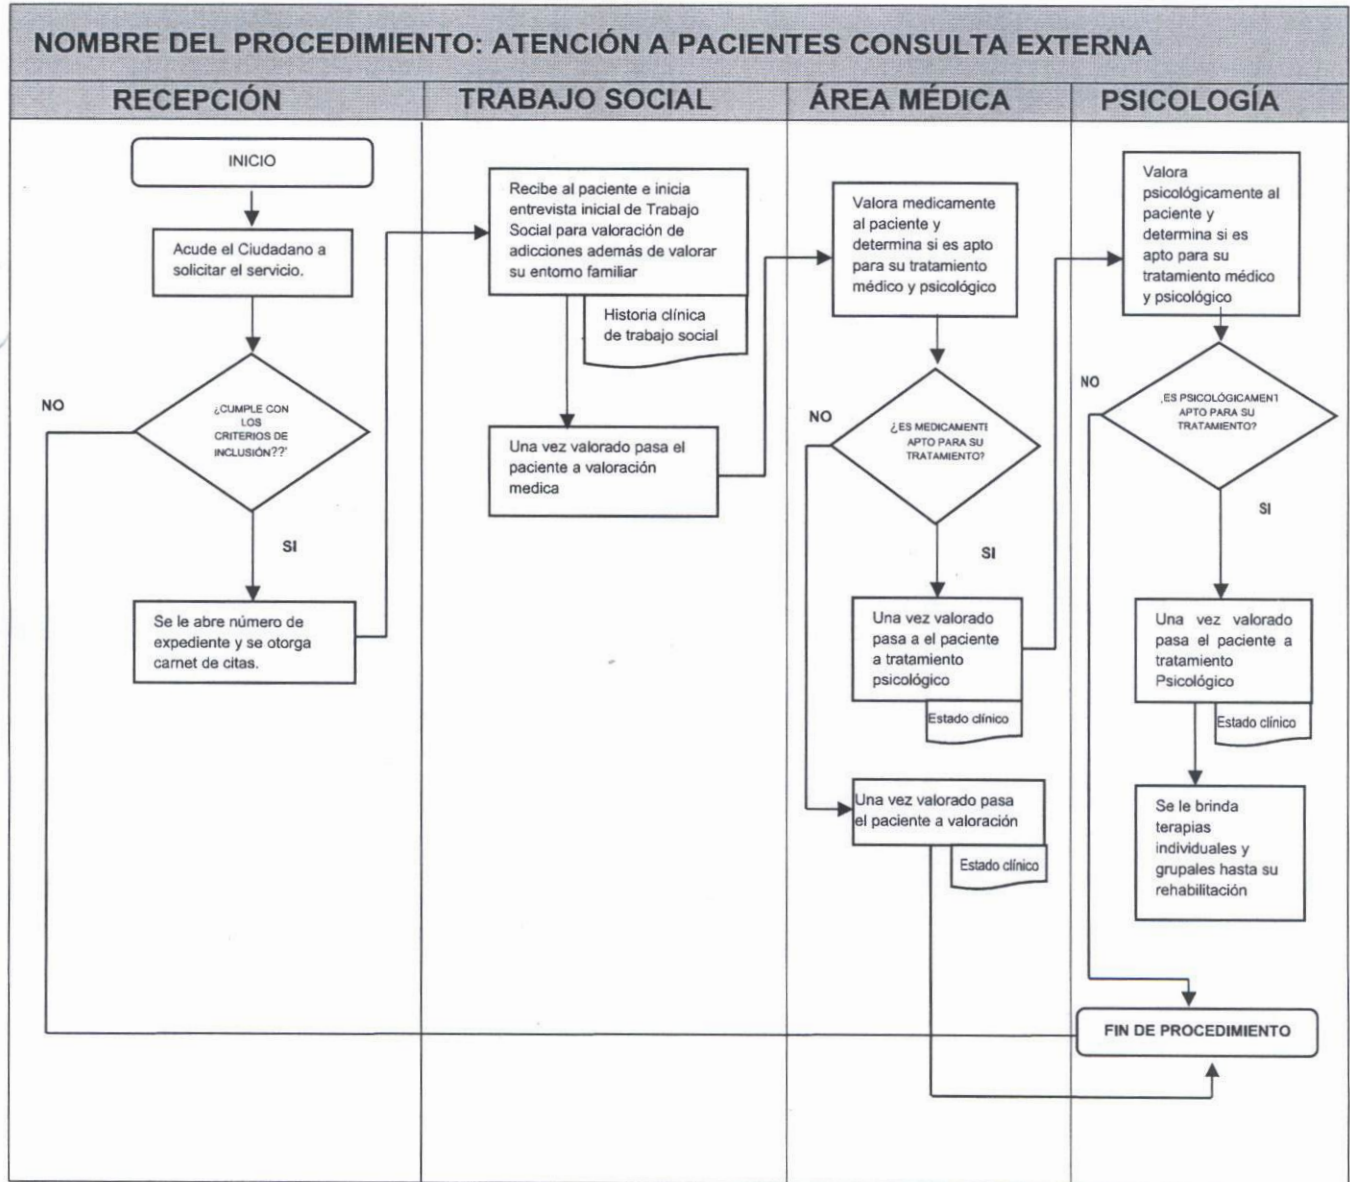 NOMBRE DEL PROCEDIMIENTO: ATENCIÓN A PACIENTES CONSULTA EXTERNA
RECEPCIÓN
TRABAJO SOCIAL
ÁREA MÉDICA
PSICOLOGÍA
INICIO
Acude el Ciudadano a
solicitar el servicio.
¿CUMPLE CON
LOS
CRITERIOS DE
INCLUSIÓN??
NO
SI
Se le abre número de
expediente y se otorga
carnet de citas.
Recibe al paciente e inicia
entrevista inicial de Trabajo
Social para valoración de
adicciones además de valorar
su entorno familiar
Historia clínica
de trabajo social
Una vez valorado pasa el
paciente a valoración
medica
Valora medicamente
al paciente y
determina si es apto
para su tratamiento
médico y psicológico
NO
¿ES MEDICAMENTI
APTO PARA SU
TRATAMIENTO?
SI
Una vez valorado
pasa a el paciente
a tratamiento
psicológico
Estado clínico
Una vez valorado pasa
el paciente a valoración
Estado clínico
Valora
psicológicamente al
paciente y
determina si es
apto para su
tratamiento médico
y psicológico
NO
¿ES PSICOLÓGICAMENT
APTO PARA SU
TRATAMIENTO?
SI
Una vez valorado
pasa el paciente a
tratamiento
Psicológico
Estado clínico
Se le brinda
terapias
individuales y
grupales hasta su
rehabilitación
FIN DE PROCEDIMIENTO